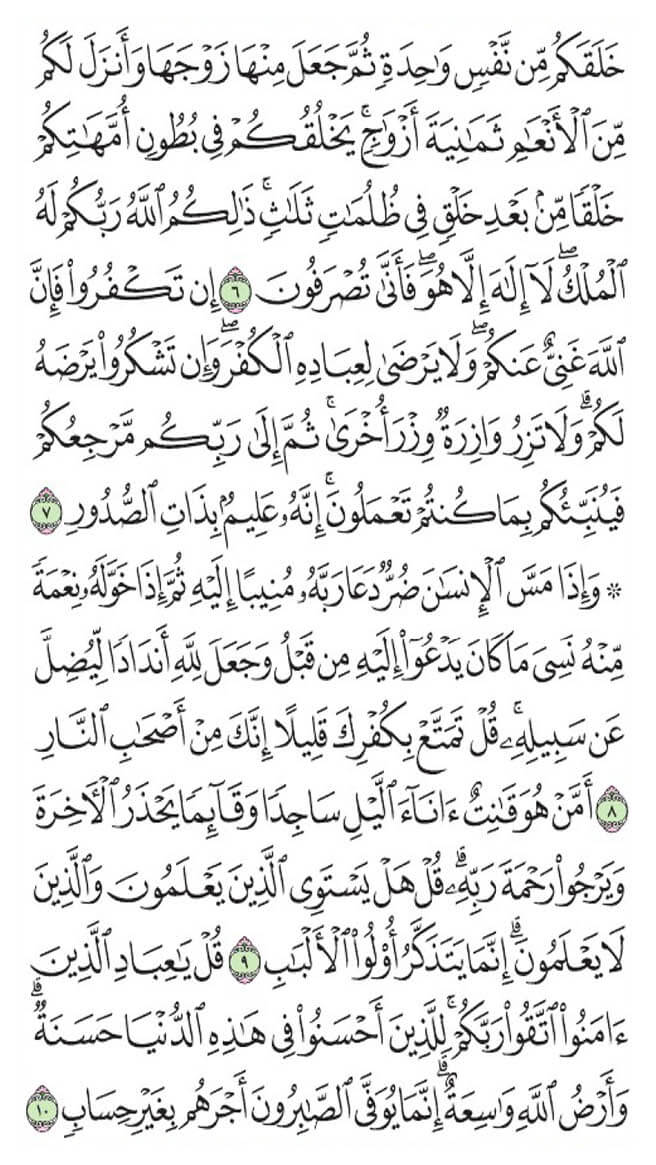 خَلَقَكُم مِّن نَّفۡسٖ وَٰحِدَةٖ ثُمَّ جَعَلَ مِنۡهَا زَوۡجَهَا وَأَنزَلَ لَكُم
مِّنَ ٱلۡأَنۡعَٰمِ ثَمَٰنِيَةَ أَزۡوَٰجٖۚ يَخۡلُقُكُمۡ فِي بُطُونِ أُمَّهَٰتِكُمۡ
خَلۡقٗا مِّنۢ بَعۡدِ خَلۡقٖ فِي ظُلُمَٰتٖ ثَلَٰثٖۚ ذَٰلِكُمُ ٱللَّهُ رَبُّكُمۡ لَهُ
ٱلۡمُلۡكُۖ لَآ إِلَٰهَ إِلَّا هُوَۖ فَأَنَّىٰ تُصۡرَفُونَ ٦ إِن تَكۡفُرُواْ فَإِنَّ
ٱللَّهَ غَنِيٌّ عَنكُمۡۖ وَلَا يَرۡضَىٰ لِعِبَادِهِ ٱلۡكُفۡرَۖ وَإِن تَشۡكُرُواْ يَرۡضَهُ
لَكُمۡۗ وَلَا تَزِرُ وَازِرَةٞ وِزۡرَ أُخۡرَىٰۚ ثُمَّ إِلَىٰ رَبِّكُم مَّرۡجِعُكُمۡ
فَيُنَبِّئُكُم بِمَا كُنتُمۡ تَعۡمَلُونَۚ إِنَّهُۥ عَلِيمُۢ بِذَاتِ ٱلصُّدُورِ ٧
۞ وَإِذَا مَسَّ ٱلۡإِنسَٰنَ ضُرّٞ دَعَا رَبَّهُۥ مُنِيبًا إِلَيۡهِ ثُمَّ إِذَا خَوَّلَهُۥ نِعۡمَةٗ
مِّنۡهُ نَسِيَ مَا كَانَ يَدۡعُوٓاْ إِلَيۡهِ مِن قَبۡلُ وَجَعَلَ لِلَّهِ أَندَادٗا لِّيُضِلَّ
عَن سَبِيلِهِۦۚ قُلۡ تَمَتَّعۡ بِكُفۡرِكَ قَلِيلًا إِنَّكَ مِنۡ أَصۡحَٰبِ ٱلنَّارِ
٨ أَمَّنۡ هُوَ قَٰنِتٌ ءَانَآءَ ٱلَّيۡلِ سَاجِدٗا وَقَآئِمٗا يَحۡذَرُ ٱلۡأٓخِرَةَ
وَيَرۡجُواْ رَحۡمَةَ رَبِّهِۦۗ قُلۡ هَلۡ يَسۡتَوِي ٱلَّذِينَ يَعۡلَمُونَ وَٱلَّذِينَ
لَا يَعۡلَمُونَۗ إِنَّمَا يَتَذَكَّرُ أُوْلُواْ ٱلۡأَلۡبَٰبِ ٩ قُلۡ يَٰعِبَادِ ٱلَّذِينَ
ءَامَنُواْ ٱتَّقُواْ رَبَّكُمۡۚ لِلَّذِينَ أَحۡسَنُواْ فِي هَٰذِهِ ٱلدُّنۡيَا حَسَنَةٞۗ
وَأَرۡضُ ٱللَّهِ وَٰسِعَةٌۗ إِنَّمَا يُوَفَّى ٱلصَّٰبِرُونَ أَجۡرَهُم بِغَيۡرِ حِسَابٖ ١٠